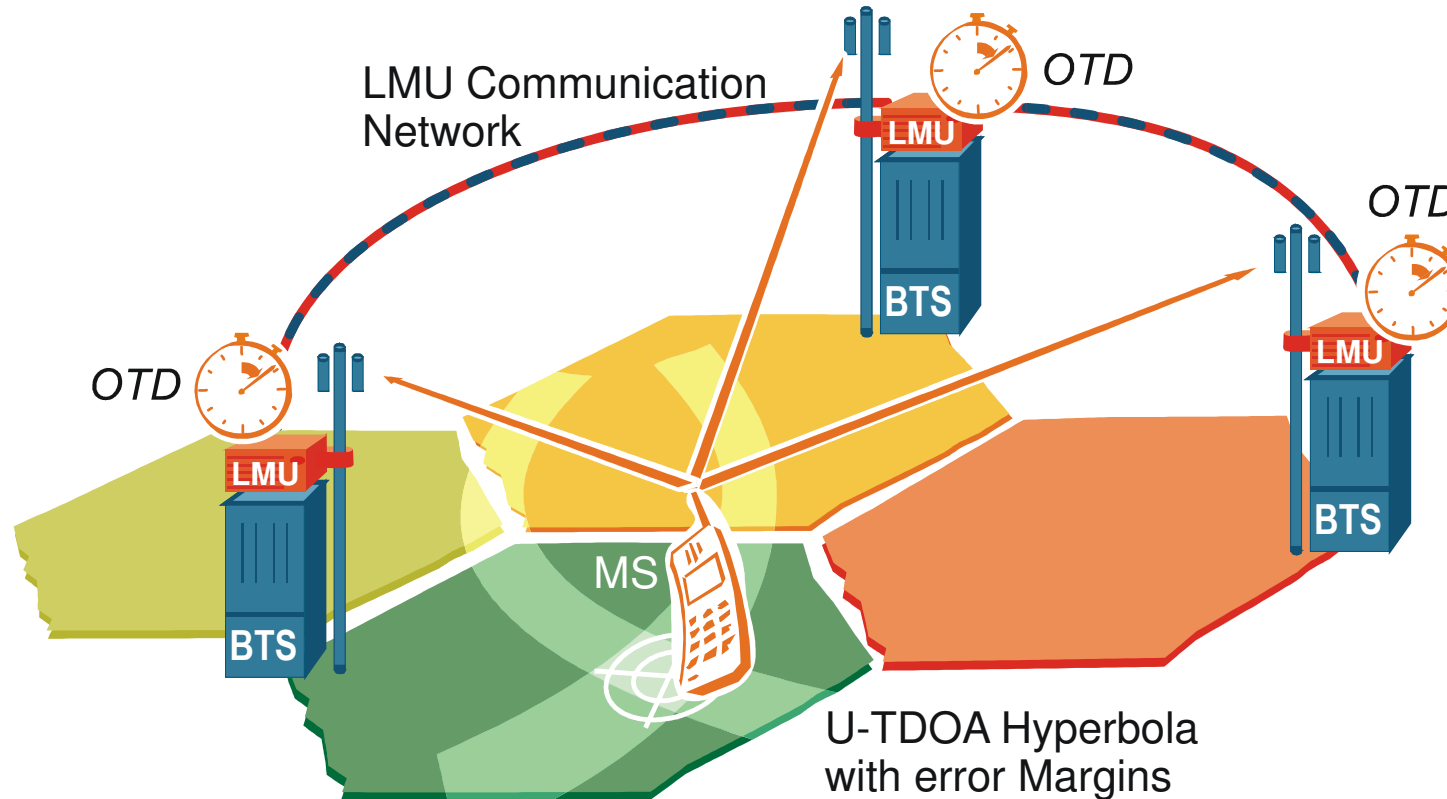 LMU Communication
Network
OTD
LMU
BTS
OTD
LMU
BTS
OTD
LMU
BTS
MS
U-TDOA Hyperbola
with error Margins